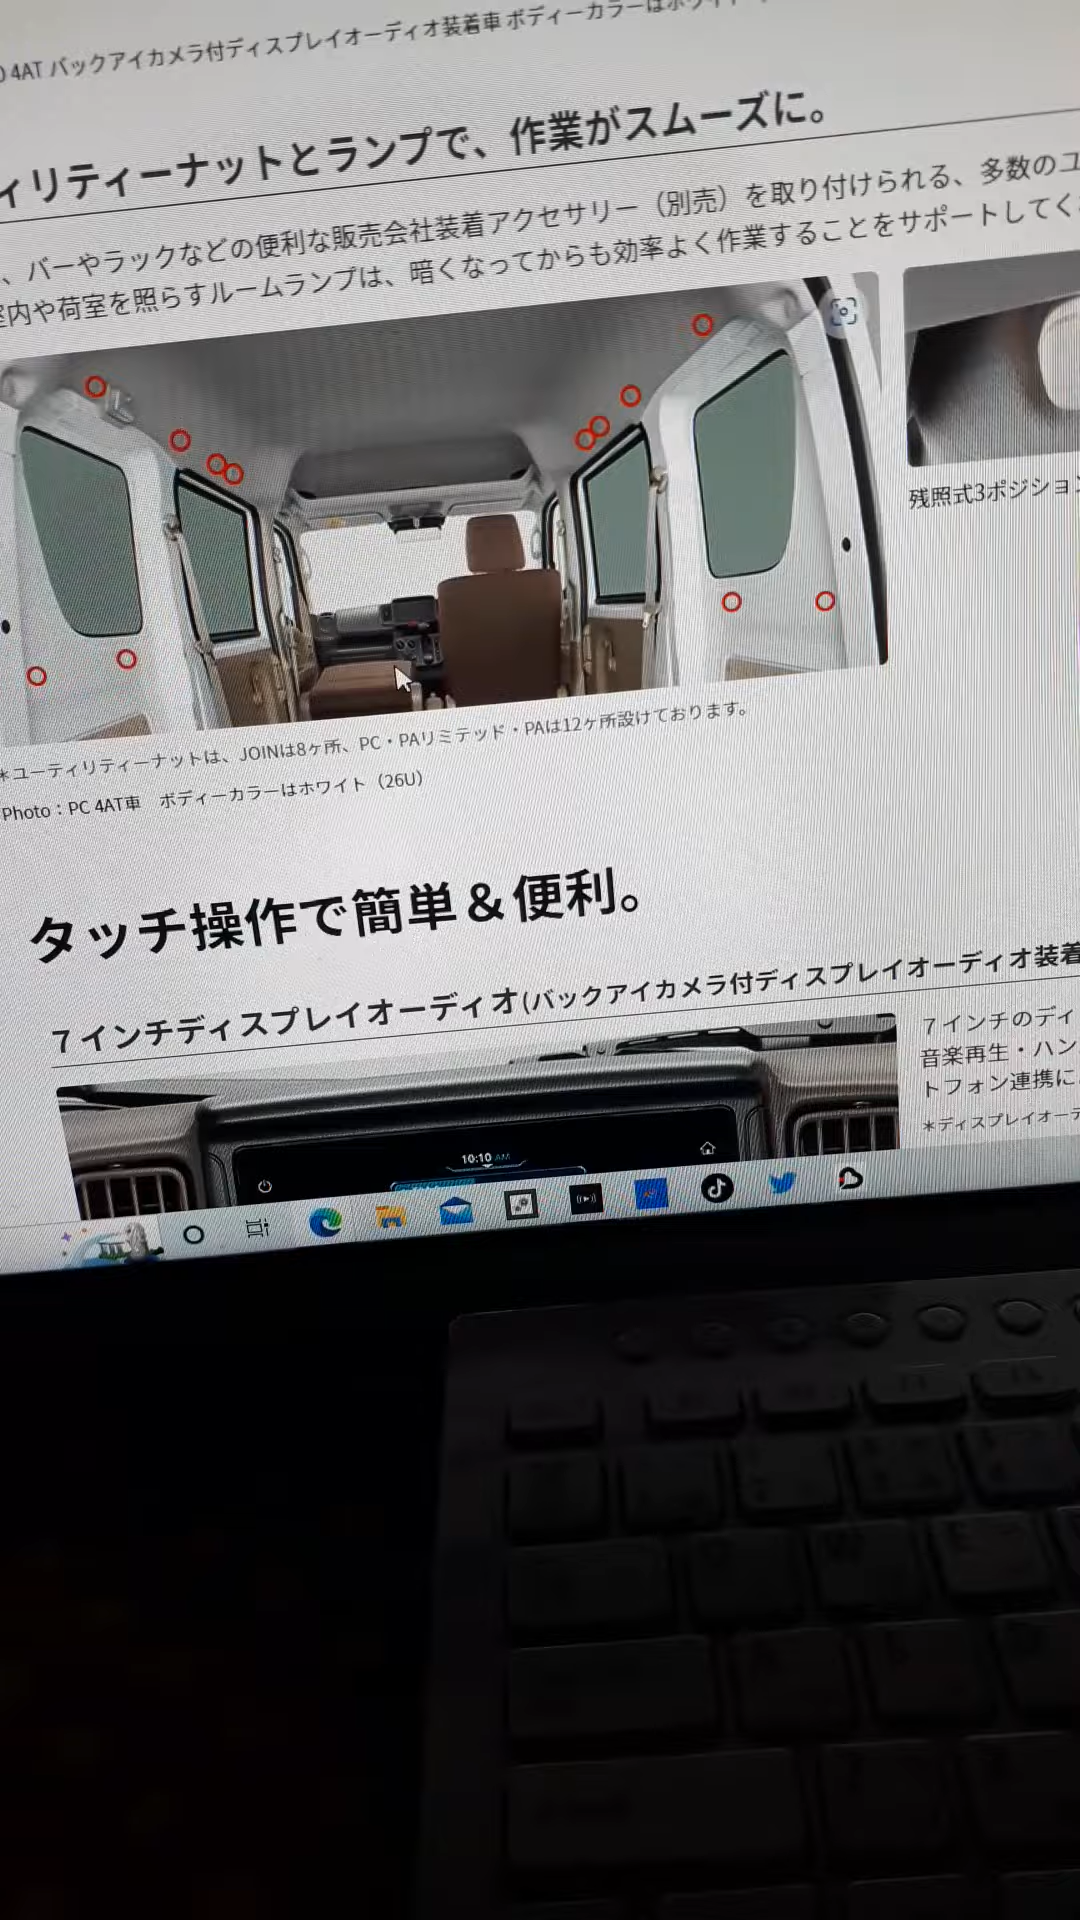 4AT バックアイカメラ付ディスプレイオーディオ装着車 ボディーカラーはホワイト
ィリティーナットとランプで、作業がスムーズに。
、バーやラックなどの便利な販売会社装着アクセサリー（別売）を取り付けられる、多数のユ
室内や荷室を照らすルームランプは、暗くなってからも効率よく作業することをサポートしてく
残照式3ポジション
＊ユーティリティーナットは、JOINは8ヶ所、PC・PAリミテッド・PAは12ヶ所設けております。
Photo：PC 4AT車　ボディーカラーはホワイト（26U）
タッチ操作で簡単＆便利。
７インチディスプレイオーディオ(バックアイカメラ付ディスプレイオーディオ装着
７インチのディ
音楽再生・ハン
トフォン連携に
＊ディスプレイオーデ
10:10 AM